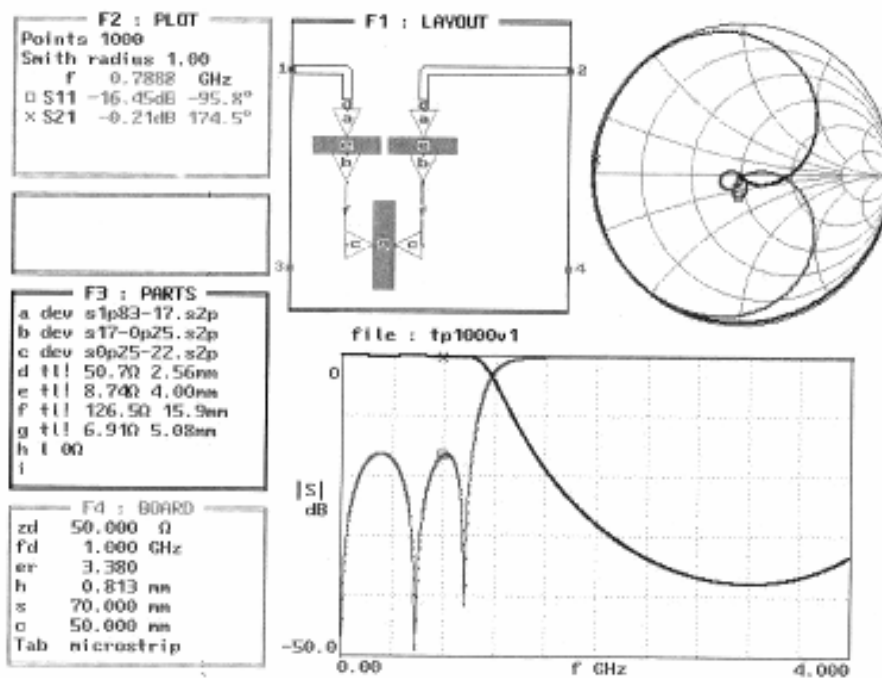 F2 : PLOT
Points 1000
Smith radius 1.00
f 0.7888 GHz
□ S11 -16.45dB -95.8°
× S21 -0.21dB 174.5°
F1 : LAYOUT
1
2
a
a
b
b
f
f
c
g
c
3
4
F3 : PARTS
a dev s1p83-17.s2p
b dev s17-0p25.s2p
c dev s0p25-22.s2p
d tl! 50.7Ω 2.56mm
e tl! 8.74Ω 4.00mm
f tl! 126.5Ω 15.9mm
g tl! 6.91Ω 5.08mm
h l 0Ω
i
F4 : BOARD
zd 50.000 Ω
fd 1.000 GHz
er 3.380
h 0.813 mm
s 70.000 mm
c 50.000 mm
Tab microstrip
file : tp1000v1
0
|S|
dB
-50.0
0.00 f GHz 4.000